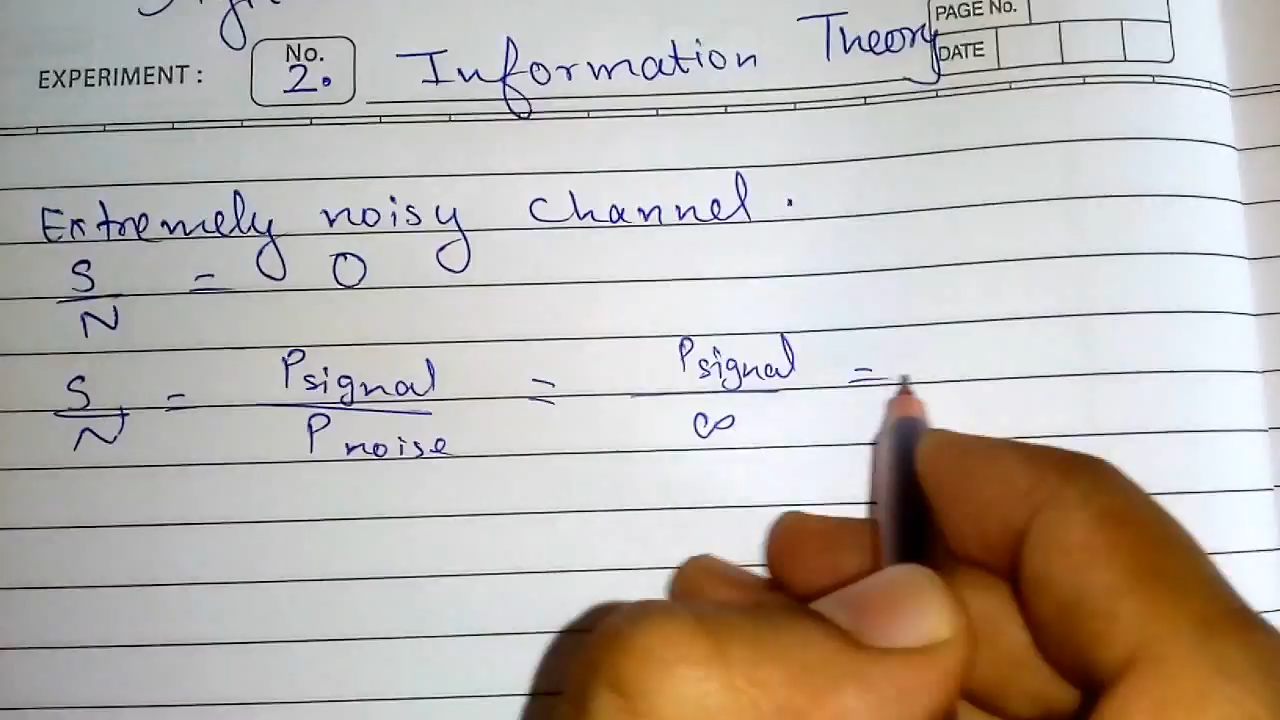 PAGE No.
EXPERIMENT : No. 2. Information Theory DATE
Extremely noisy channel.
S/N = 0
S/N = Psignal/Pnoise = Psignal/∞ =